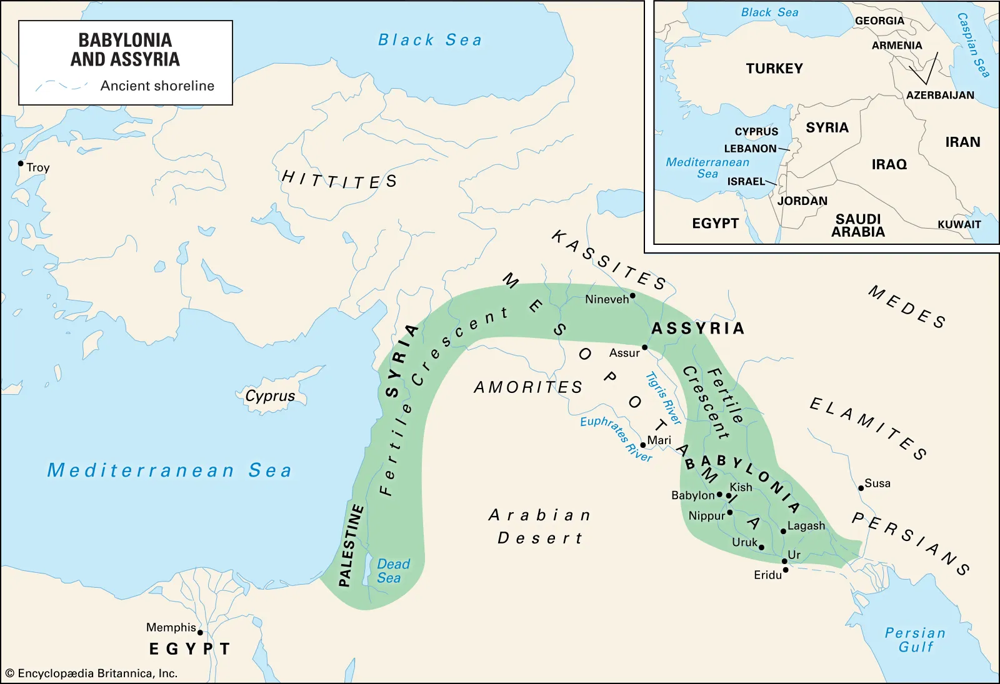 BABYLONIA
AND ASSYRIA
Ancient shoreline
Black Sea
Troy
HITTITES
KASSITES
MEDES
MESOPOTAMIA
Nineveh
ASSYRIA
Assur
SYRIA
Fertile Crescent
Fertile
Crescent
Tigris River
AMORITES
Cyprus
ELAMITES
Euphrates River
Mari
Mediterranean Sea
BABYLONIA
Kish
Babylon
Susa
Nippur
Arabian
Desert
PERSIANS
Lagash
Uruk
Ur
Eridu
PALESTINE
Dead
Sea
Memphis
EGYPT
Persian
Gulf
© Encyclopædia Britannica, Inc.
Black Sea
GEORGIA
Caspian Sea
ARMENIA
TURKEY
AZERBAIJAN
CYPRUS
SYRIA
LEBANON
IRAN
Mediterranean
Sea
IRAQ
ISRAEL
JORDAN
EGYPT
SAUDI
ARABIA
KUWAIT